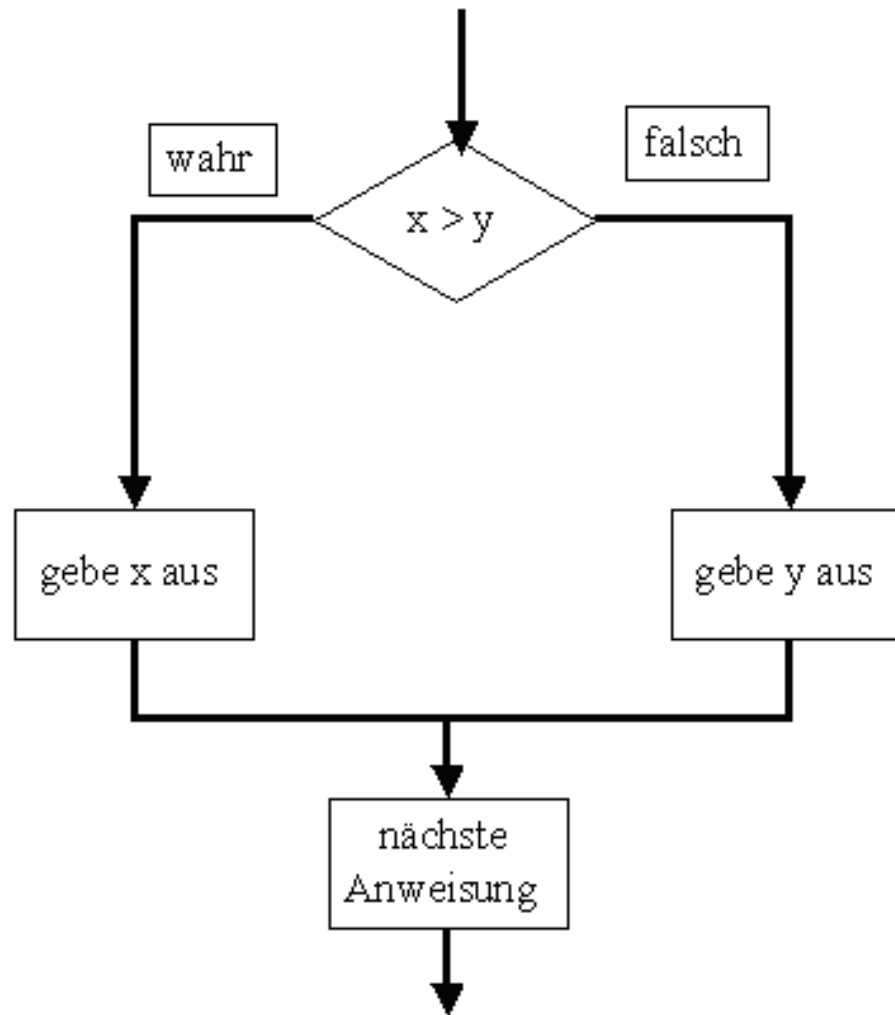 wahr
falsch
x > y
gebe x aus
gebe y aus
nächste
Anweisung